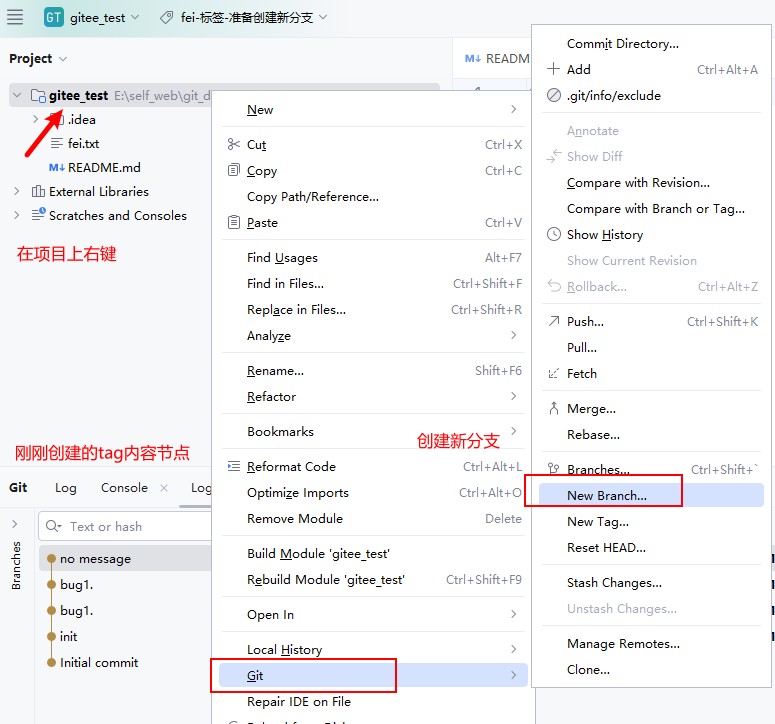 GT gitee_test fei-标签-准备创建新分支
Project
gitee_test E:\self_web\git_d
.idea
fei.txt
README.md
External Libraries
Scratches and Consoles
在项目上右键
刚刚创建的tag内容节点
Git Log Console Log
Text or hash
Branches
no message
bug1.
bug1.
init
Initial commit
README
New
Cut Ctrl+X
Copy Ctrl+C
Copy Path/Reference...
Paste Ctrl+V
Find Usages Alt+F7
Find in Files... Ctrl+Shift+F
Replace in Files... Ctrl+Shift+R
Analyze
Rename... Shift+F6
Refactor
Bookmarks
创建新分支
Reformat Code Ctrl+Alt+L
Optimize Imports Ctrl+Alt+O
Remove Module Delete
Build Module 'gitee_test'
Rebuild Module 'gitee_test' Ctrl+Shift+F9
Open In
Local History
Git
Repair IDE on File
Commit Directory...
Add Ctrl+Alt+A
.git/info/exclude
Annotate
Show Diff
Compare with Revision...
Compare with Branch or Tag...
Show History
Show Current Revision
Rollback... Ctrl+Alt+Z
Push... Ctrl+Shift+K
Pull...
Fetch
Merge...
Rebase...
Branches... Ctrl+Shift+`
New Branch...
New Tag...
Reset HEAD...
Stash Changes...
Unstash Changes...
Manage Remotes...
Clone...